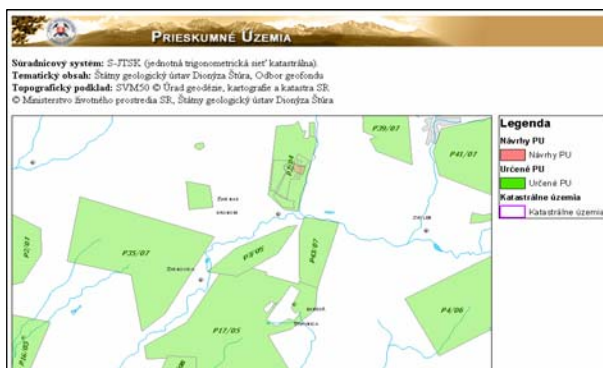 PRIESKUMNÉ ÚZEMIA
Súradnicový systém: S-JTSK (jednotná trigonometrická sieť katastrálna).
Tematický obsah: Štátny geologický ústav Dionýza Štúra, Odbor geofondu
Topografický podklad: SVM50 © Úrad geodézie, kartografie a katastra SR
© Ministerstvo životného prostredia SR, Štátny geologický ústav Dionýza Štúra
Legenda
Návrhy PU
Návrhy PU
Určené PU
Určené PU
Katastrálne územia
Katastrálne územia
P39/07
P41/07
P35/07
P3/05
P43/07
P17/05
P4/06